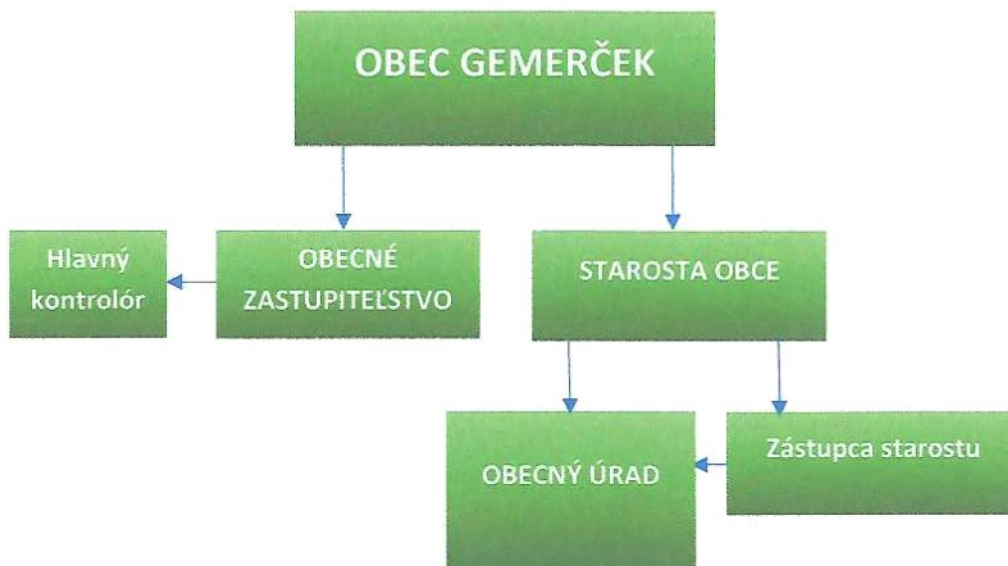 OBEC GEMERČEK
Hlavný
kontrolór
OBECNÉ
ZASTUPITEĽSTVO
STAROSTA OBCE
OBECNÝ ÚRAD
Zástupca starostu